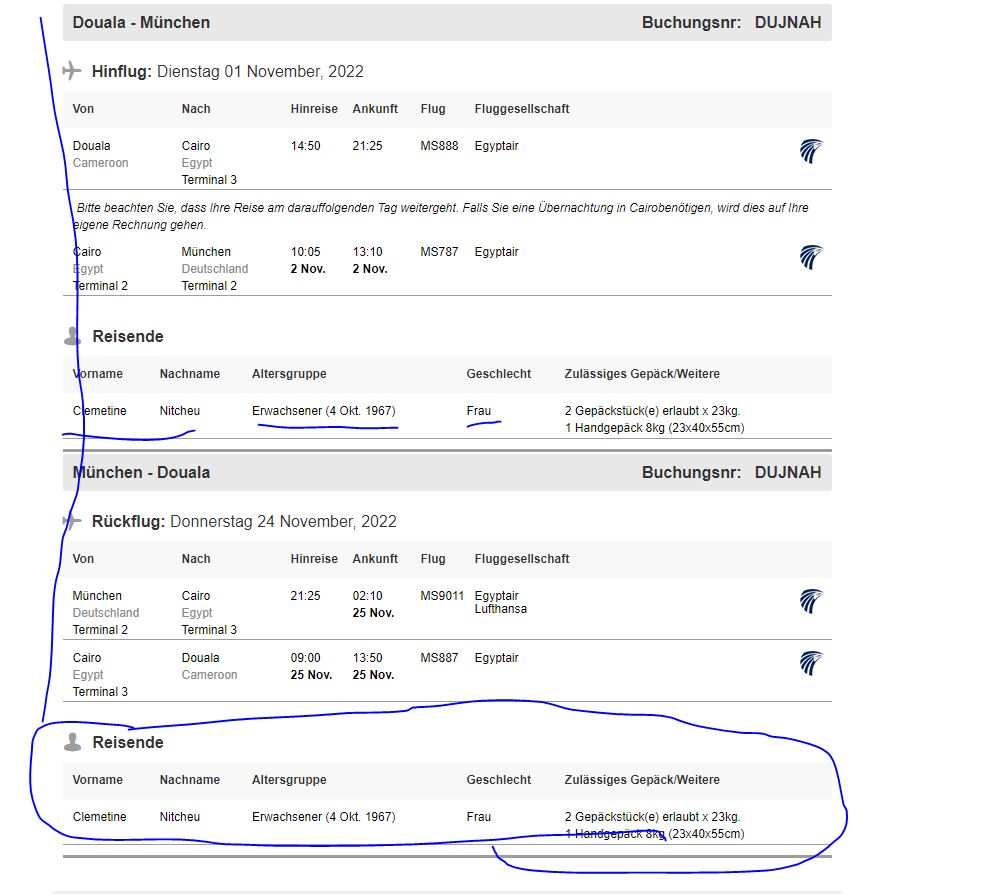 Douala - München Buchungsnr: DUJNAH
Hinflug: Dienstag 01 November, 2022
Von Nach Hinreise Ankunft Flug Fluggesellschaft
Douala Cairo 14:50 21:25 MS888 Egyptair
Cameroon Egypt
Terminal 3
Bitte beachten Sie, dass Ihre Reise am darauffolgenden Tag weitergeht. Falls Sie eine Übernachtung in Cairobenötigen, wird dies auf Ihre
eigene Rechnung gehen.
Cairo München 10:05 13:10 MS787 Egyptair
Egypt Deutschland 2 Nov. 2 Nov.
Terminal 2 Terminal 2
Reisende
Vorname Nachname Altersgruppe Geschlecht Zulässiges Gepäck/Weitere
Clemetine Nitcheu Erwachsener (4 Okt. 1967) Frau 2 Gepäckstück(e) erlaubt x 23kg.
1 Handgepäck 8kg (23x40x55cm)
München - Douala Buchungsnr: DUJNAH
Rückflug: Donnerstag 24 November, 2022
Von Nach Hinreise Ankunft Flug Fluggesellschaft
München Cairo 21:25 02:10 MS9011 Egyptair
Deutschland Egypt 25 Nov. Lufthansa
Terminal 2 Terminal 3
Cairo Douala 09:00 13:50 MS887 Egyptair
Egypt Cameroon 25 Nov. 25 Nov.
Terminal 3
Reisende
Vorname Nachname Altersgruppe Geschlecht Zulässiges Gepäck/Weitere
Clemetine Nitcheu Erwachsener (4 Okt. 1967) Frau 2 Gepäckstück(e) erlaubt x 23kg.
1 Handgepäck 8kg (23x40x55cm)